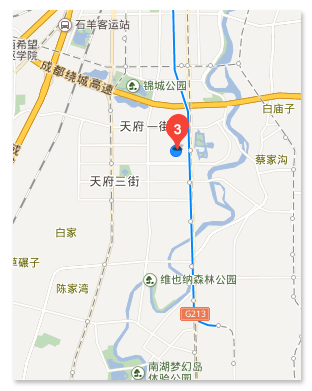 石羊客运站
西希望
学院
成都绕城高速
锦城公园
白庙子
天府一街
3
蔡家沟
天府三街
白家
草碾子
陈家湾
维也纳森林公园
G213
南湖梦幻岛
体验公园